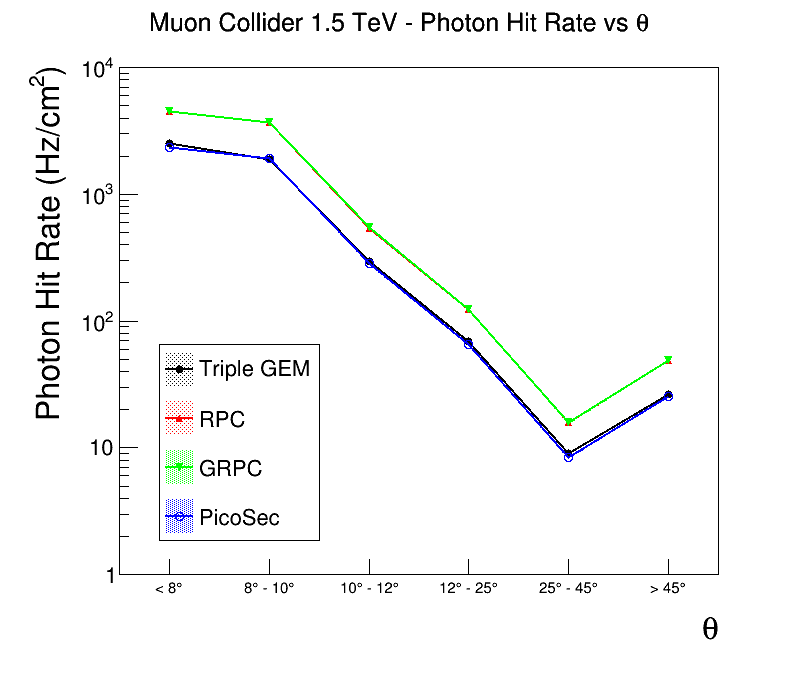 Muon Collider 1.5 TeV - Photon Hit Rate vs θ
Photon Hit Rate (Hz/cm²)
10⁴
10³
10²
10
1
Triple GEM
RPC
GRPC
PicoSec
< 8° 8° - 10° 10° - 12° 12° - 25° 25° - 45° > 45°
θ